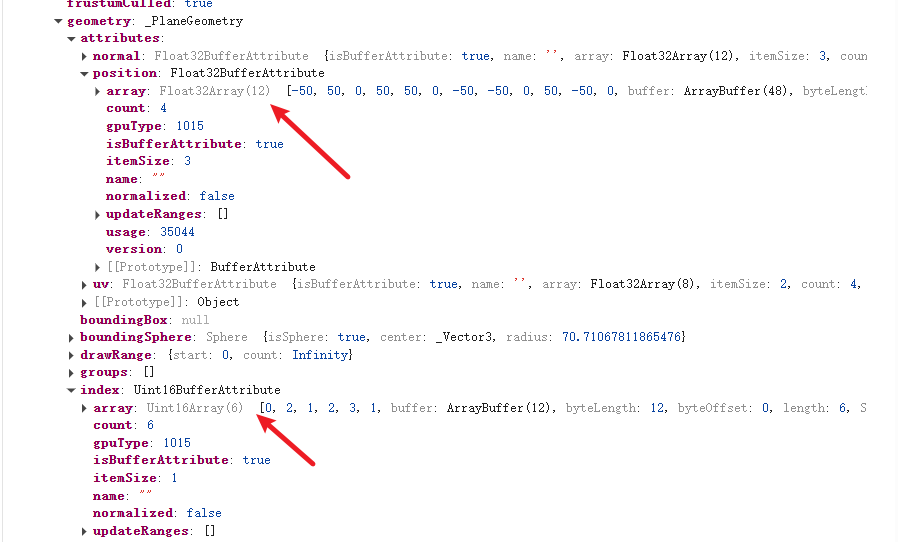 frustumCulled: true
geometry: _PlaneGeometry
attributes:
normal: Float32BufferAttribute {isBufferAttribute: true, name: '', array: Float32Array(12), itemSize: 3, coun
position: Float32BufferAttribute
array: Float32Array(12) [-50, 50, 0, 50, 50, 0, -50, -50, 0, 50, -50, 0, buffer: ArrayBuffer(48), byteLength
count: 4
gpuType: 1015
isBufferAttribute: true
itemSize: 3
name: ""
normalized: false
updateRanges: []
usage: 35044
version: 0
[[Prototype]]: BufferAttribute
uv: Float32BufferAttribute {isBufferAttribute: true, name: '', array: Float32Array(8), itemSize: 2, count: 4,
[[Prototype]]: Object
boundingBox: null
boundingSphere: Sphere {isSphere: true, center: _Vector3, radius: 70.71067811865476}
drawRange: {start: 0, count: Infinity}
groups: []
index: Uint16BufferAttribute
array: Uint16Array(6) [0, 2, 1, 2, 3, 1, buffer: ArrayBuffer(12), byteLength: 12, byteOffset: 0, length: 6, S
count: 6
gpuType: 1015
isBufferAttribute: true
itemSize: 1
name: ""
normalized: false
updateRanges: []